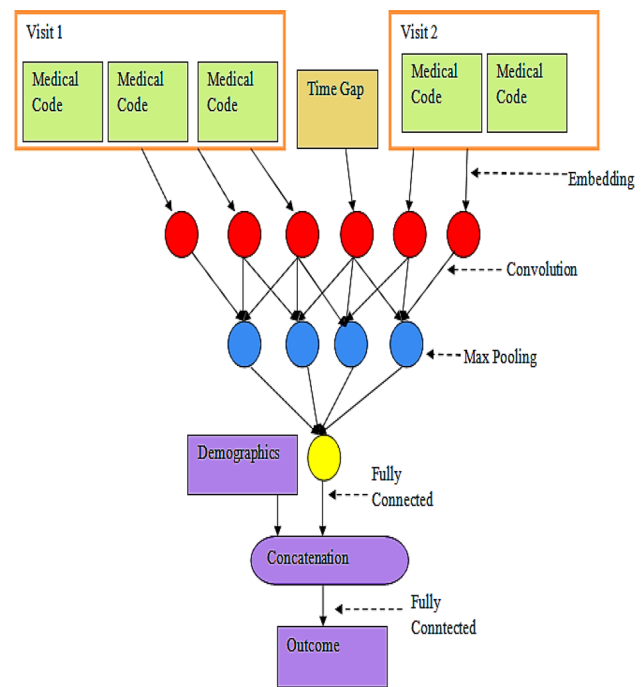 Visit 1
Visit 2
Medical
Code
Medical
Code
Medical
Code
Time Gap
Medical
Code
Medical
Code
Embedding
Convolution
Max Pooling
Demographics
Fully
Connected
Concatenation
Fully
Conntected
Outcome